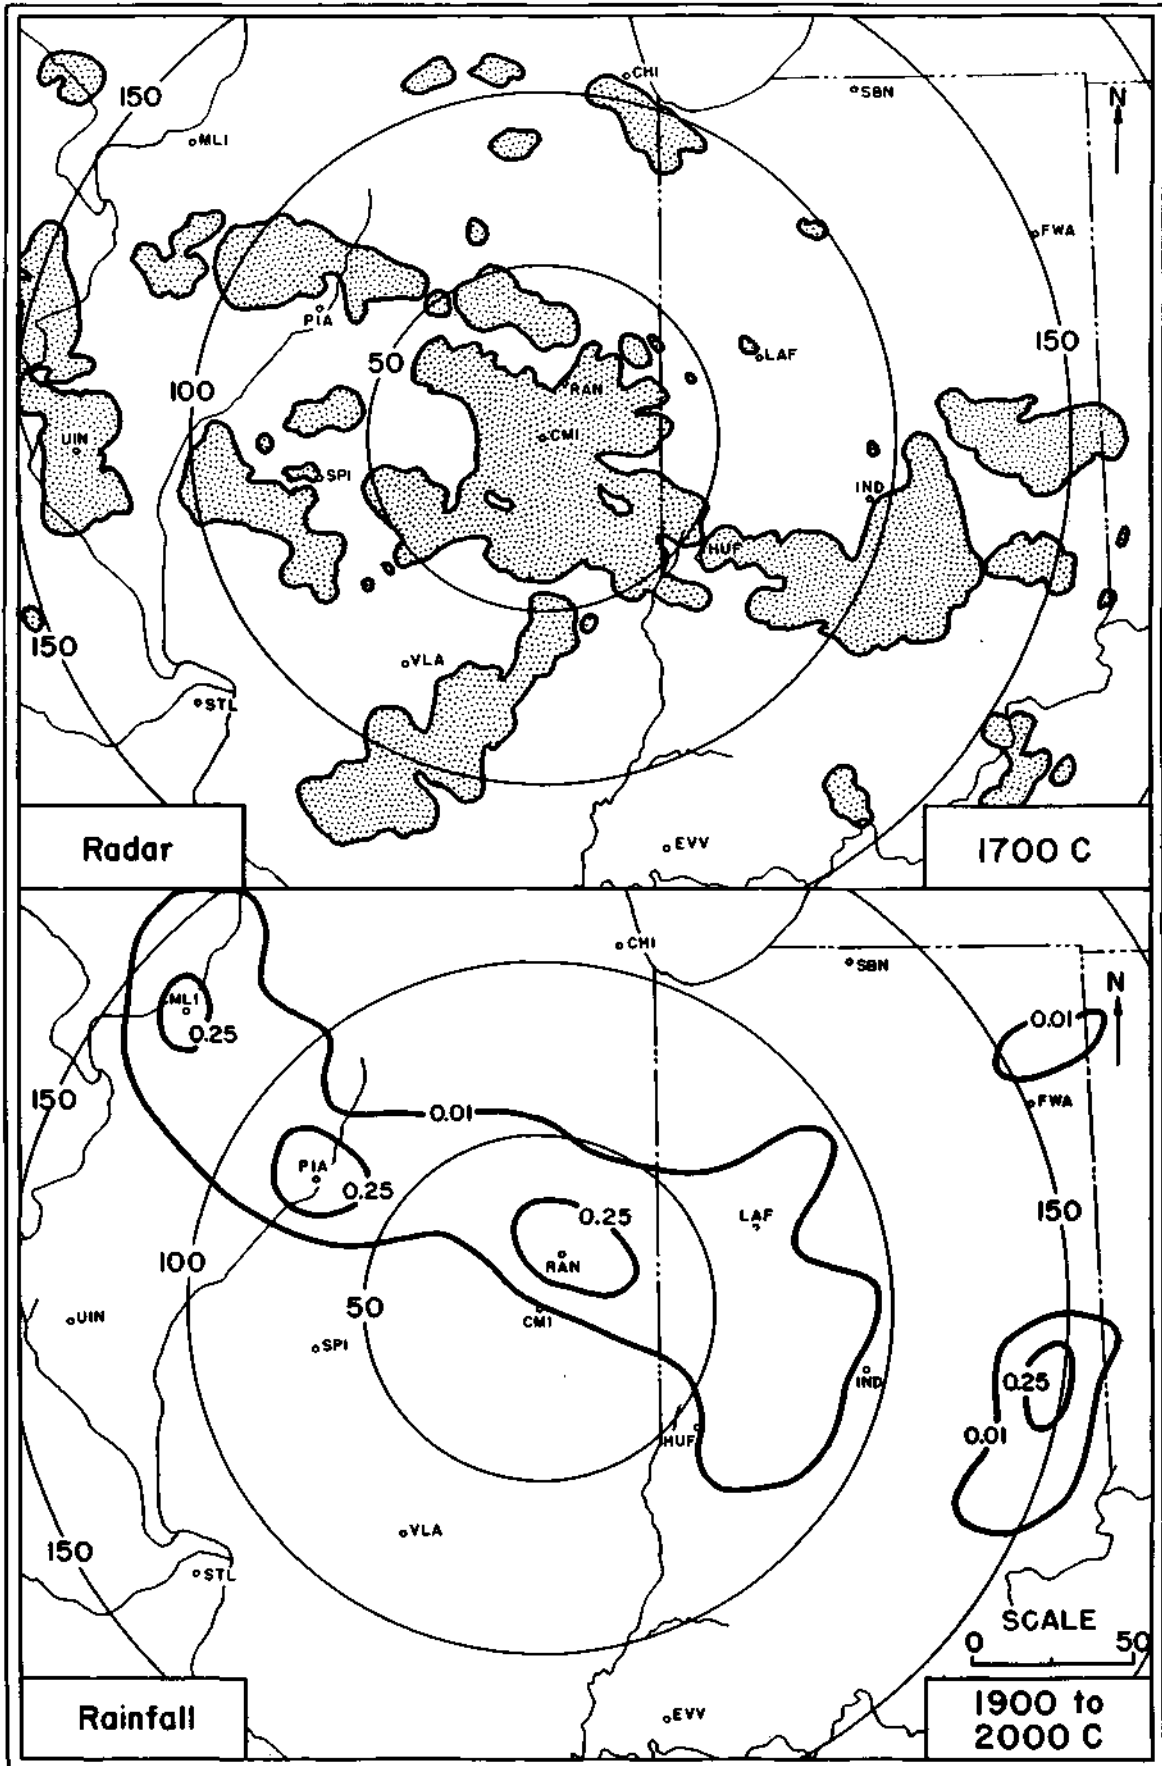 CHI
SBN
150
N
MLI
FWA
PIA
150
LAF
50
100
RAN
UIN
CMI
SPI
IND
HUF
150
VLA
STL
EVV
Radar
1700 C
CHI
SBN
N
MLI
0.25
0.01
150
FWA
0.01
PIA
0.25
0.25
LAF
150
RAN
100
50
UIN
CMI
SPI
IND
0.25
0.01
HUF
VLA
150
STL
SCALE
0 50
EVV
Rainfall
1900 to
2000 C